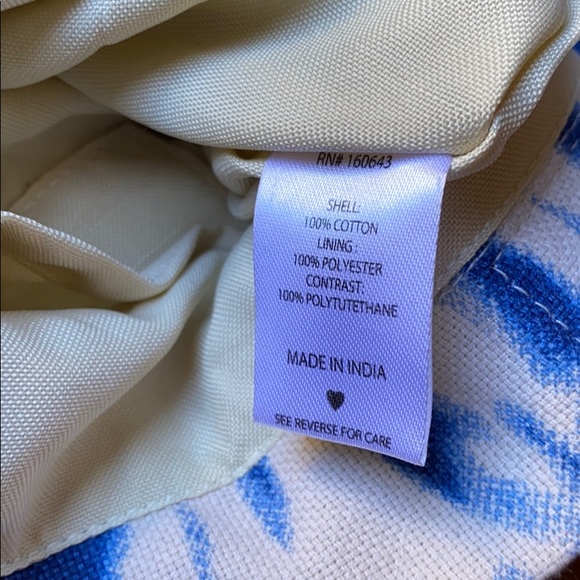 RN# 160643
SHELL:
100% COTTON
LINING :
100% POLYESTER
CONTRAST:
100% POLYTUTETHANE
MADE IN INDIA
SEE REVERSE FOR CARE